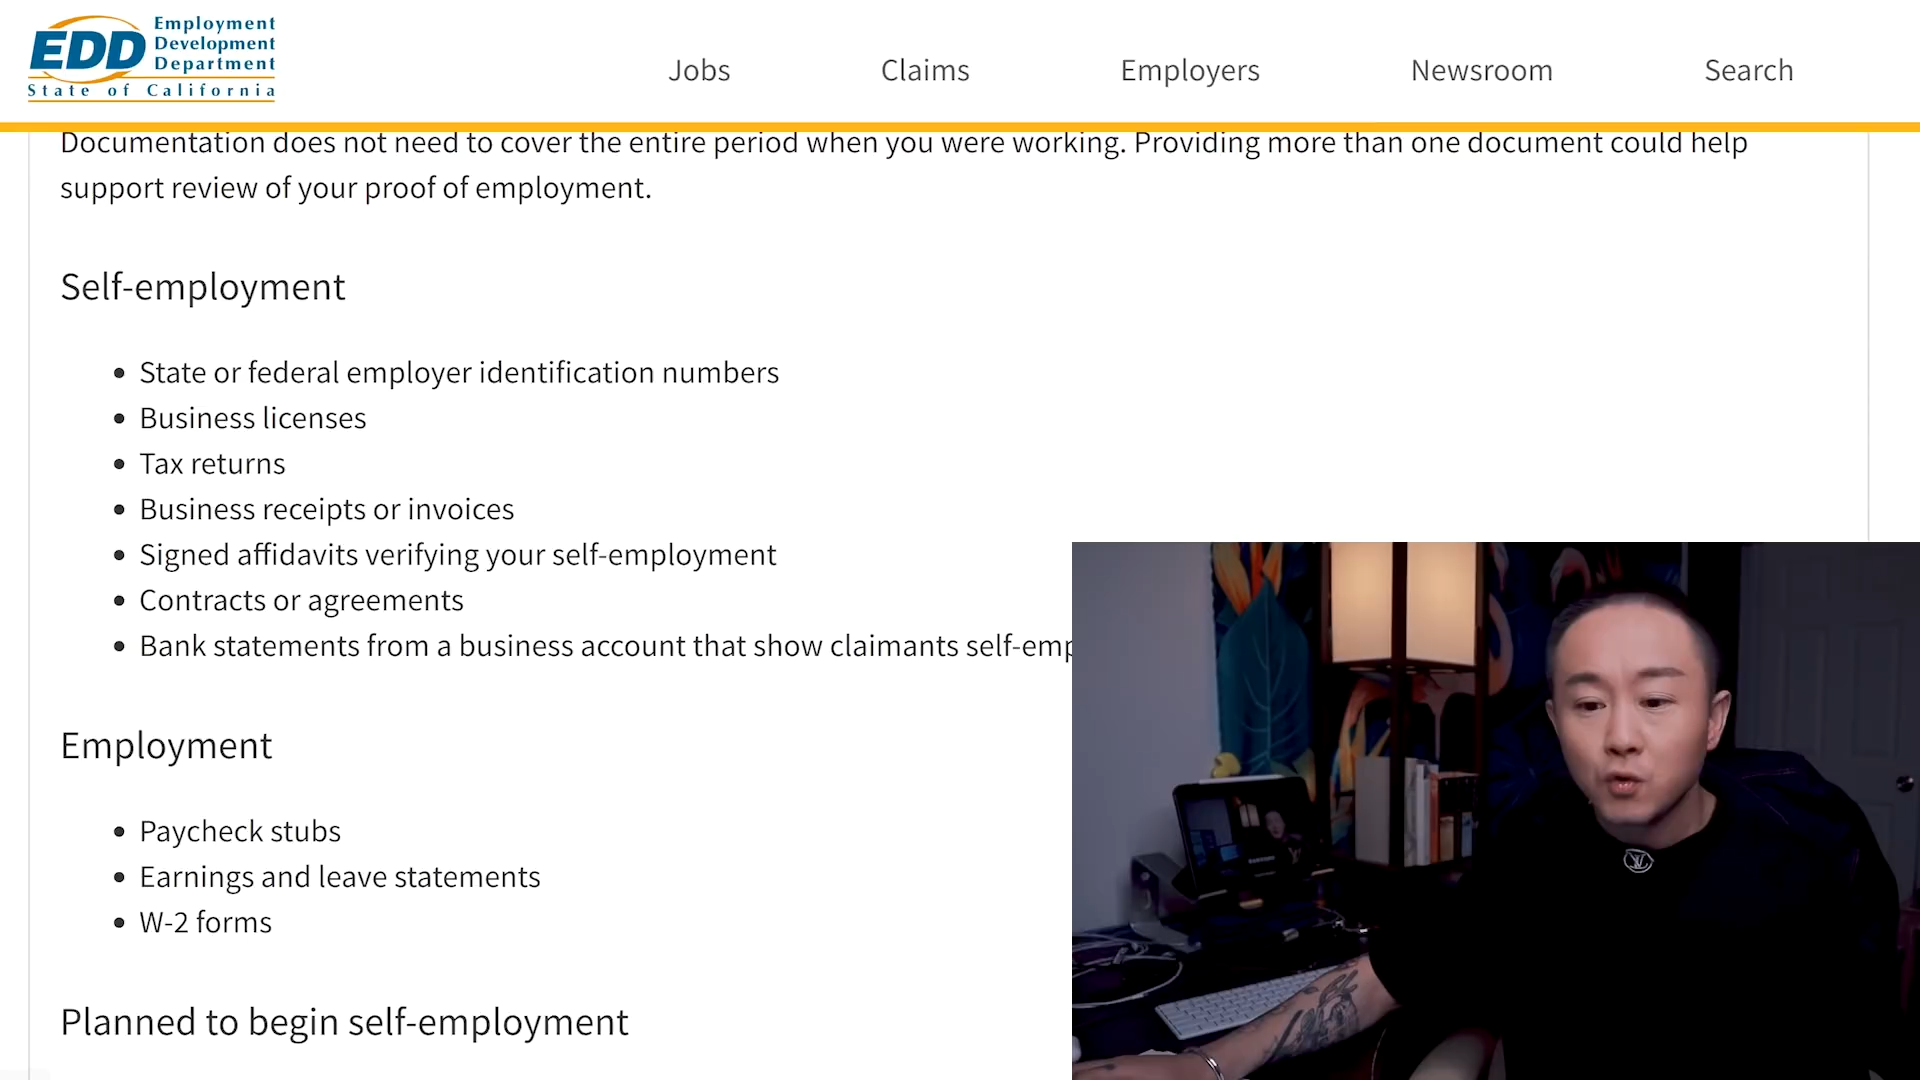 EDD
Employment
Development
Department
State of California
Jobs Claims Employers Newsroom Search
Documentation does not need to cover the entire period when you were working. Providing more than one document could help
support review of your proof of employment.
Self-employment
• State or federal employer identification numbers
• Business licenses
• Tax returns
• Business receipts or invoices
• Signed affidavits verifying your self-employment
• Contracts or agreements
• Bank statements from a business account that show claimants self-emp
Employment
• Paycheck stubs
• Earnings and leave statements
• W-2 forms
Planned to begin self-employment
SAMSUNG
LV